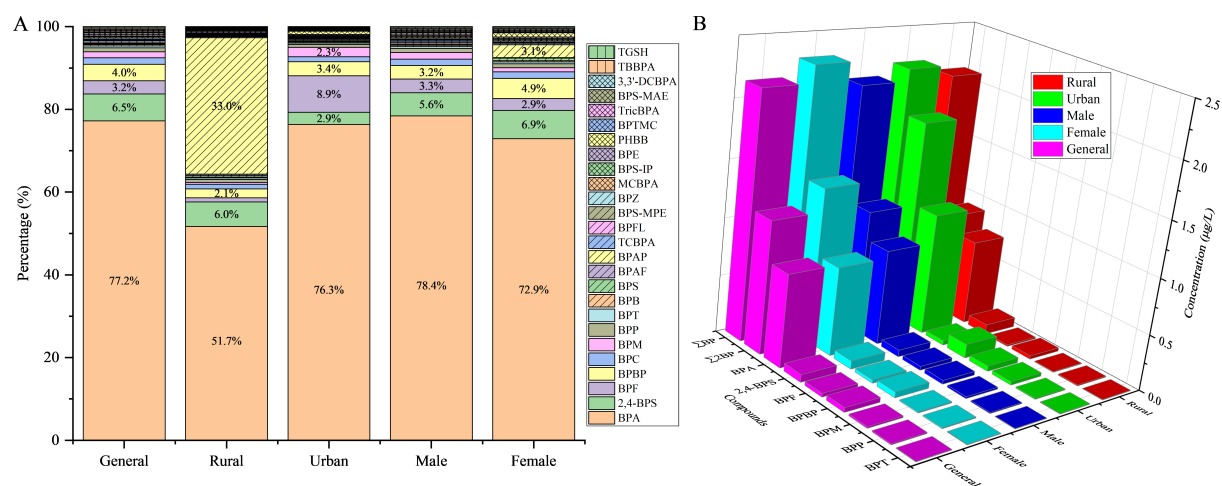 A
100
80
60
40
20
0
Percentage (%)
4.0%
3.2%
6.5%
77.2%
33.0%
2.1%
6.0%
51.7%
2.3%
3.4%
8.9%
2.9%
76.3%
3.2%
3.3%
5.6%
78.4%
3.1%
4.9%
2.9%
6.9%
72.9%
General Rural Urban Male Female
TGSH
TBBPA
3,3'-DCBPA
BPS-MAE
TricBPA
BPTMC
PHBB
BPE
BPS-IP
MCBPA
BPZ
BPS-MPE
BPFL
TCBPA
BPAP
BPAF
BPS
BPB
BPT
BPP
BPM
BPC
BPBP
BPF
2,4-BPS
BPA
B
Rural
Urban
Male
Female
General
2.5
2.0
1.5
1.0
0.5
0.0
Concentration (μg/L)
∑BP
∑2BP
BPA
2,4-BPS
BPF
BPBP
BPM
BPP
BPT
Compounds
General
Female
Male
Urban
Rural